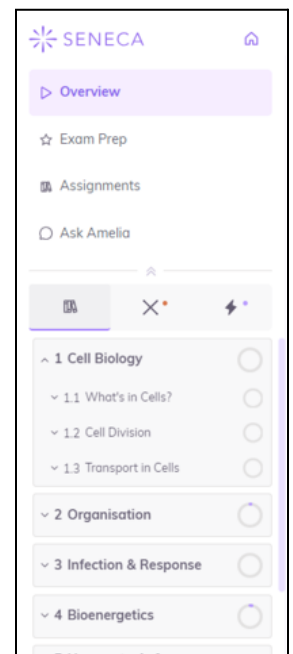 SENECA
Overview
Exam Prep
Assignments
Ask Amelia
1 Cell Biology
1.1 What's in Cells?
1.2 Cell Division
1.3 Transport in Cells
2 Organisation
3 Infection & Response
4 Bioenergetics